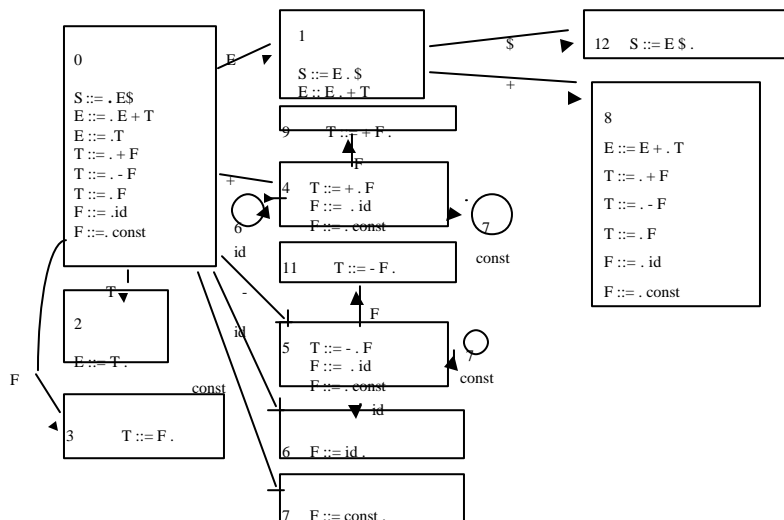 0
S ::= . E$
E ::= . E + T
E ::= .T
T ::= . + F
T ::= . - F
T ::= . F
F ::= .id
F ::=. const
E
1
S ::= E . $
E :: E . + T
$
12 S ::= E $ .
+
8
E ::= E + . T
T ::= . + F
T ::= . - F
T ::= . F
F ::= . id
F ::= . const
9 T ::= + F .
F
+
4 T ::= + . F
F ::= . id
F ::= . const
6
id
7
const
11 T ::= - F .
F
-
id
5 T ::= - . F
F ::= . id
F ::= . const
7
const
id
T
2
E ::= T .
F
const
3 T ::= F .
6 F ::= id .
7 F ::= const .